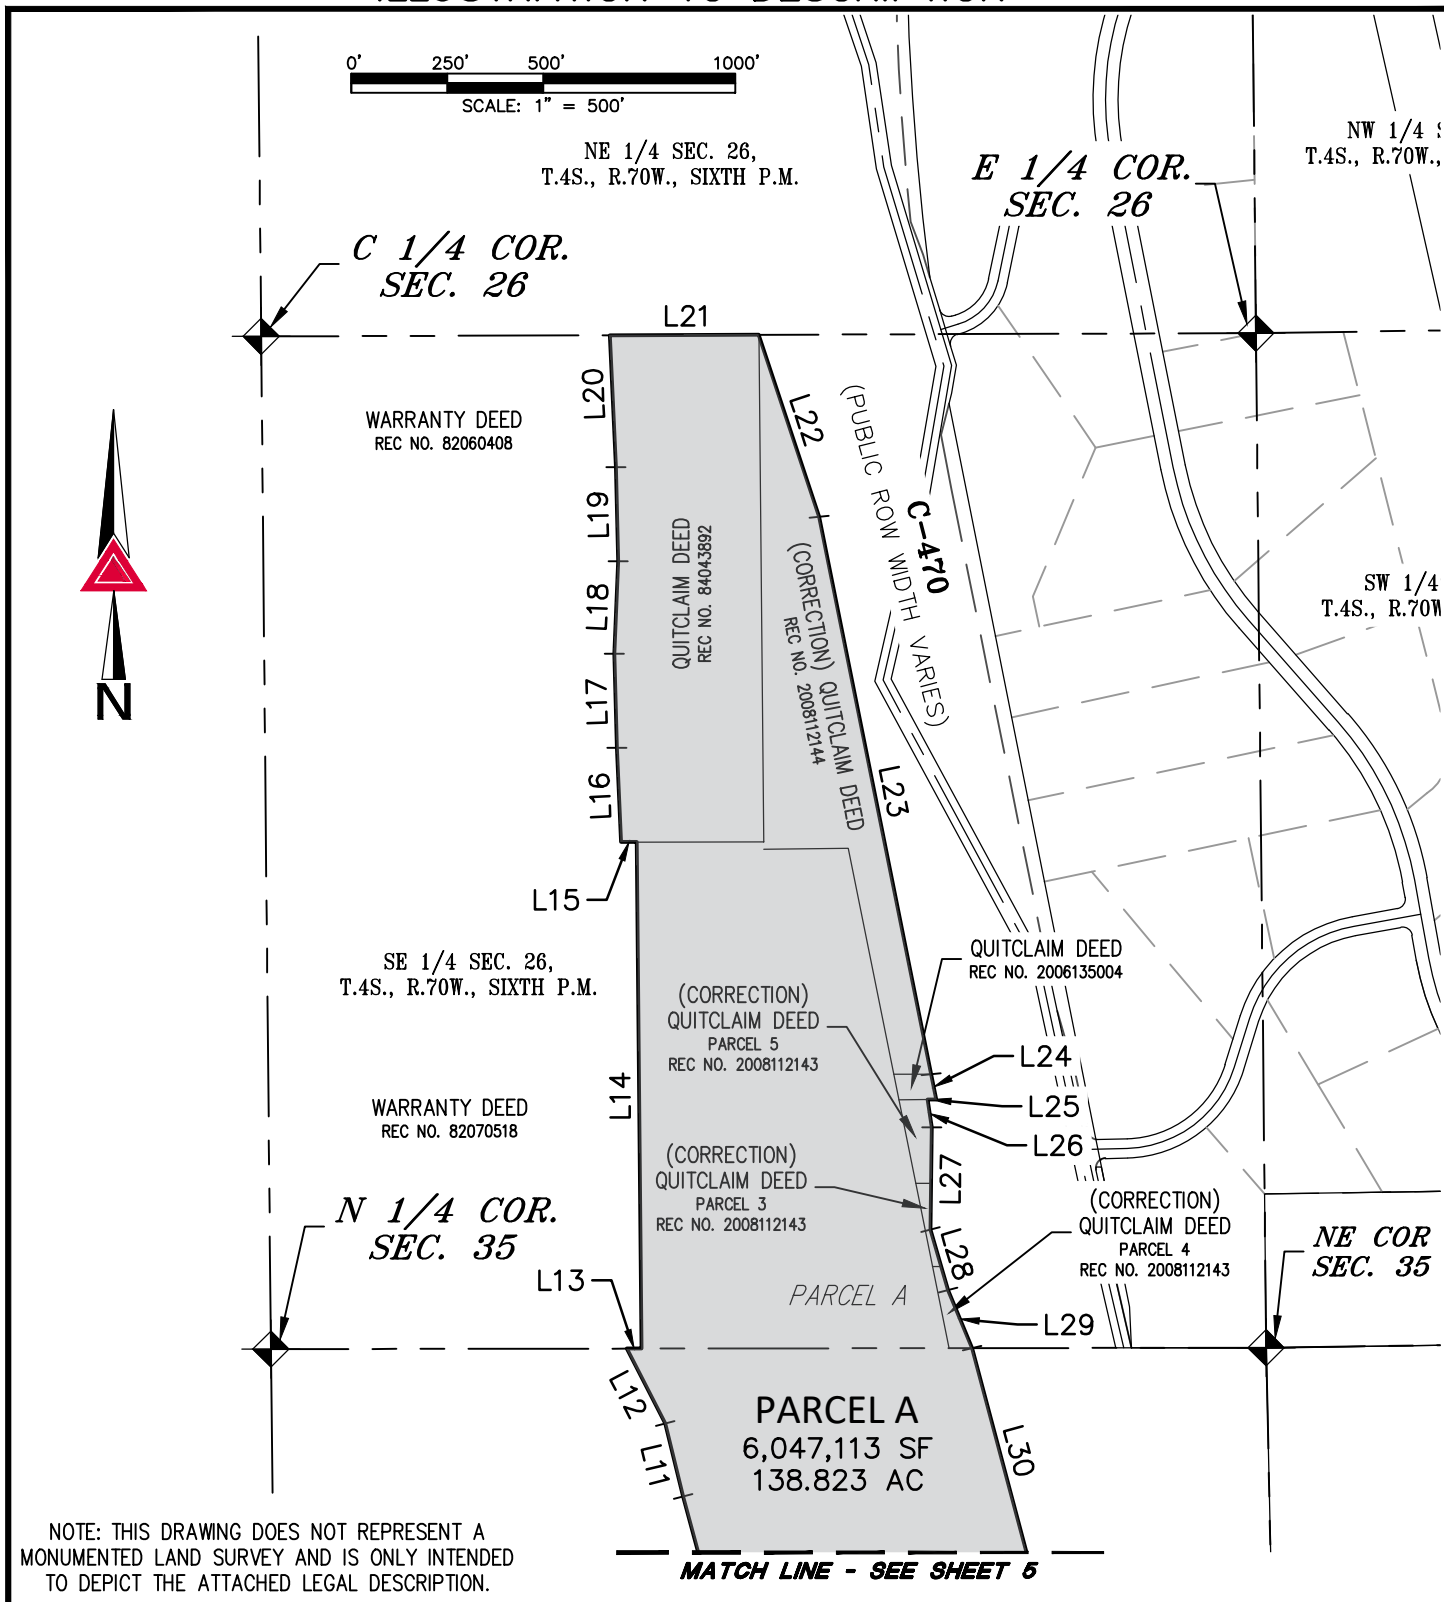 0' 250' 500' 1000'
SCALE: 1" = 500'
NE 1/4 SEC. 26,
T.4S., R.70W., SIXTH P.M.
NW 1/4
T.4S., R.70W.,
E 1/4 COR.
SEC. 26
C 1/4 COR.
SEC. 26
L21
L20
L22
WARRANTY DEED
REC NO. 82060408
(PUBLIC ROW WIDTH VARIES)
C-470
L19
QUITCLAIM DEED
REC NO. 84043892
(CORRECTION) QUITCLAIM DEED
REC NO. 2008112144
L18
SW 1/4
T.4S., R.70W
N
L17
L16
L23
L15
SE 1/4 SEC. 26,
T.4S., R.70W., SIXTH P.M.
QUITCLAIM DEED
REC NO. 2006135004
(CORRECTION)
QUITCLAIM DEED
PARCEL 5
REC NO. 2008112143
L24
L14
L25
WARRANTY DEED
REC NO. 82070518
L26
(CORRECTION)
QUITCLAIM DEED
PARCEL 3
REC NO. 2008112143
L27
(CORRECTION)
QUITCLAIM DEED
PARCEL 4
REC NO. 2008112143
N 1/4 COR.
SEC. 35
NE COR
SEC. 35
L28
L13
PARCEL A
L29
L12
PARCEL A
6,047,113 SF
138.823 AC
L11
L30
NOTE: THIS DRAWING DOES NOT REPRESENT A
MONUMENTED LAND SURVEY AND IS ONLY INTENDED
TO DEPICT THE ATTACHED LEGAL DESCRIPTION.
MATCH LINE - SEE SHEET 5